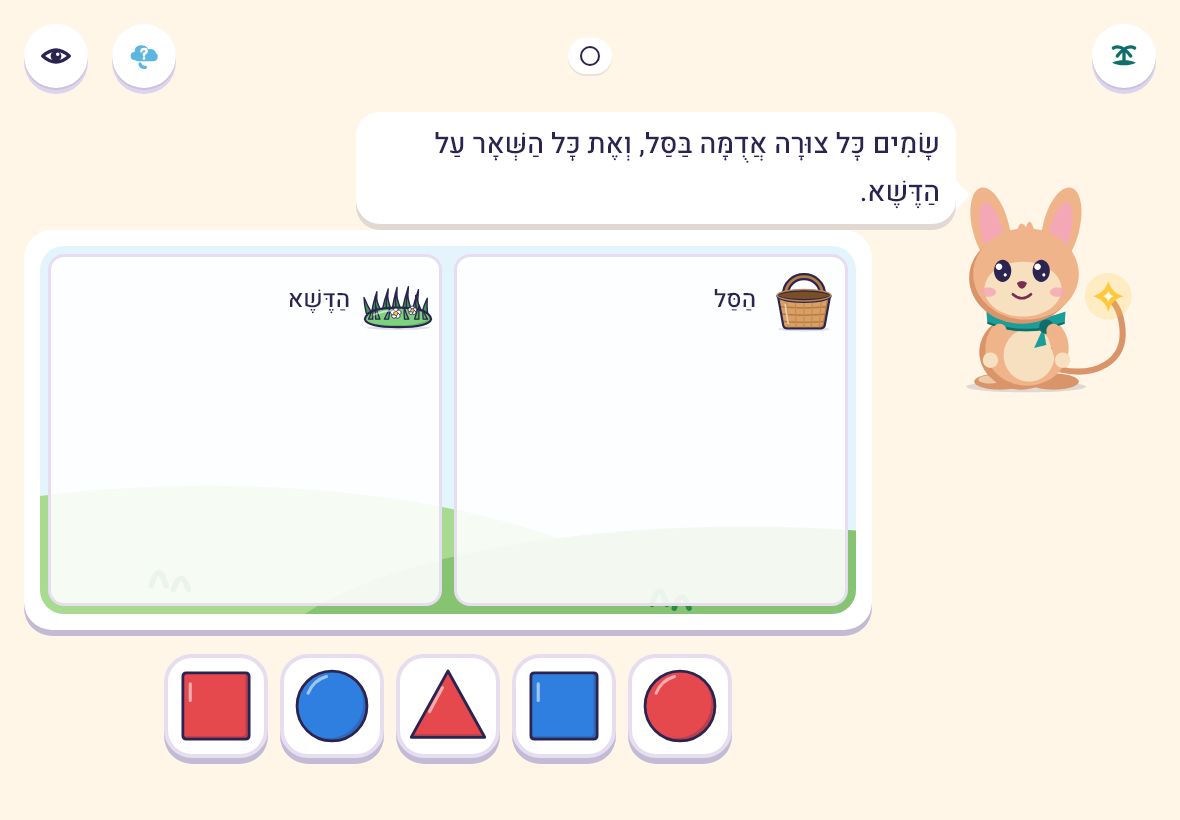 שָׂמִים כָּל צוּרָה אֲדֻמָּה בַּסַּל, וְאֶת כָּל הַשְּׁאָר עַל
הַדֶּשֶׁא.
הַסַּל
הַדֶּשֶׁא
?